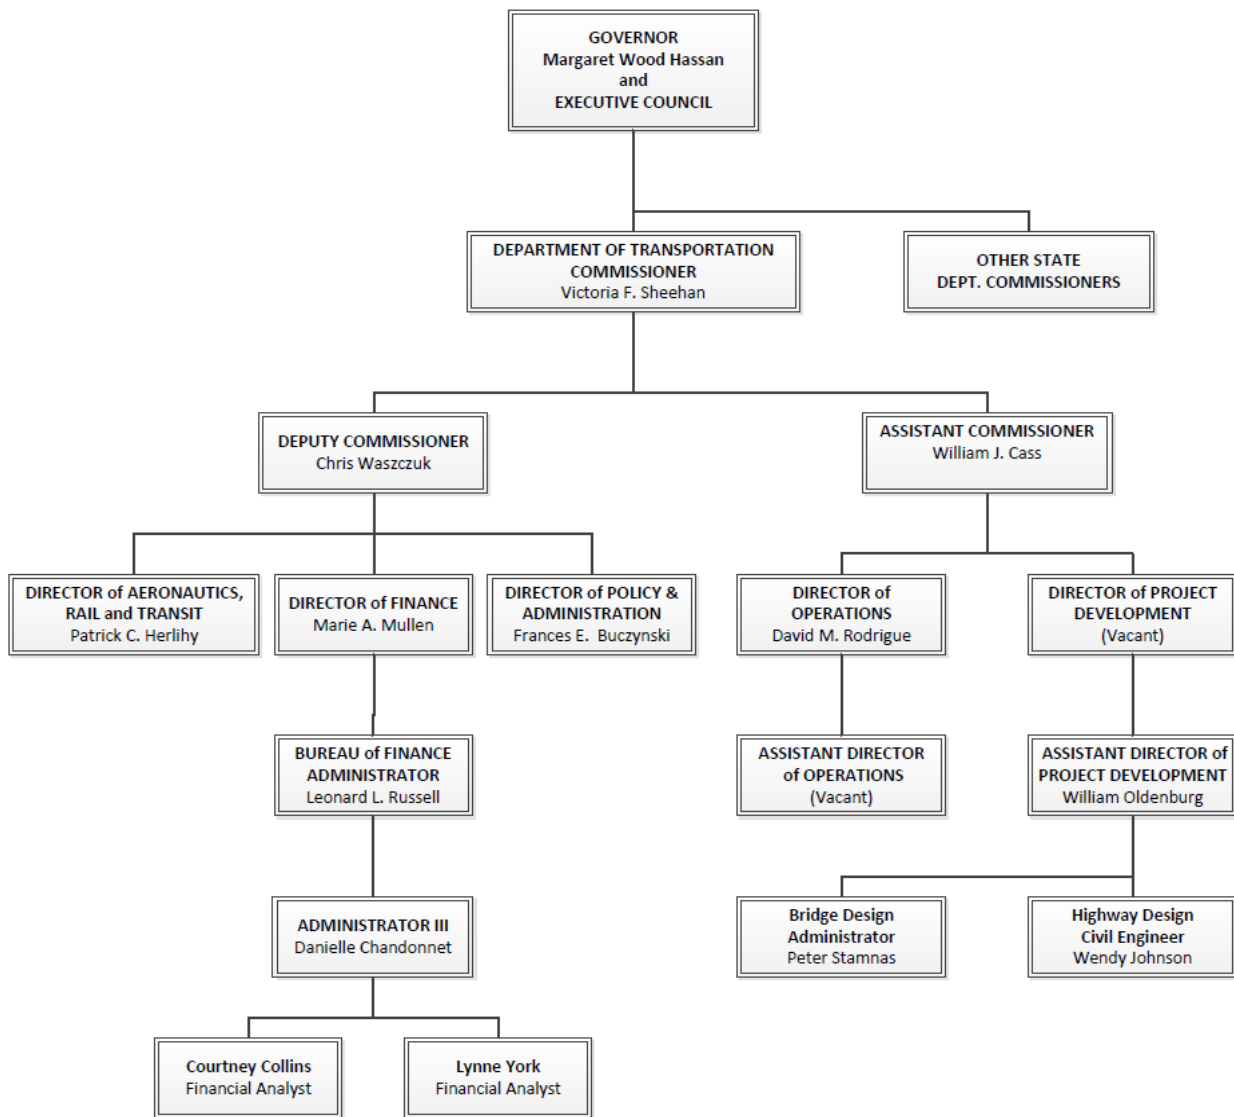 GOVERNOR
Margaret Wood Hassan
and
EXECUTIVE COUNCIL
DEPARTMENT OF TRANSPORTATION
COMMISSIONER
Victoria F. Sheehan
OTHER STATE
DEPT. COMMISSIONERS
DEPUTY COMMISSIONER
Chris Waszczuk
ASSISTANT COMMISSIONER
William J. Cass
DIRECTOR of AERONAUTICS,
RAIL and TRANSIT
Patrick C. Herlihy
DIRECTOR of FINANCE
Marie A. Mullen
DIRECTOR of POLICY &
ADMINISTRATION
Frances E. Buczynski
DIRECTOR of
OPERATIONS
David M. Rodrigue
DIRECTOR of PROJECT
DEVELOPMENT
(Vacant)
BUREAU of FINANCE
ADMINISTRATOR
Leonard L. Russell
ASSISTANT DIRECTOR
of OPERATIONS
(Vacant)
ASSISTANT DIRECTOR of
PROJECT DEVELOPMENT
William Oldenburg
ADMINISTRATOR III
Danielle Chandonnet
Bridge Design
Administrator
Peter Stamnas
Highway Design
Civil Engineer
Wendy Johnson
Courtney Collins
Financial Analyst
Lynne York
Financial Analyst